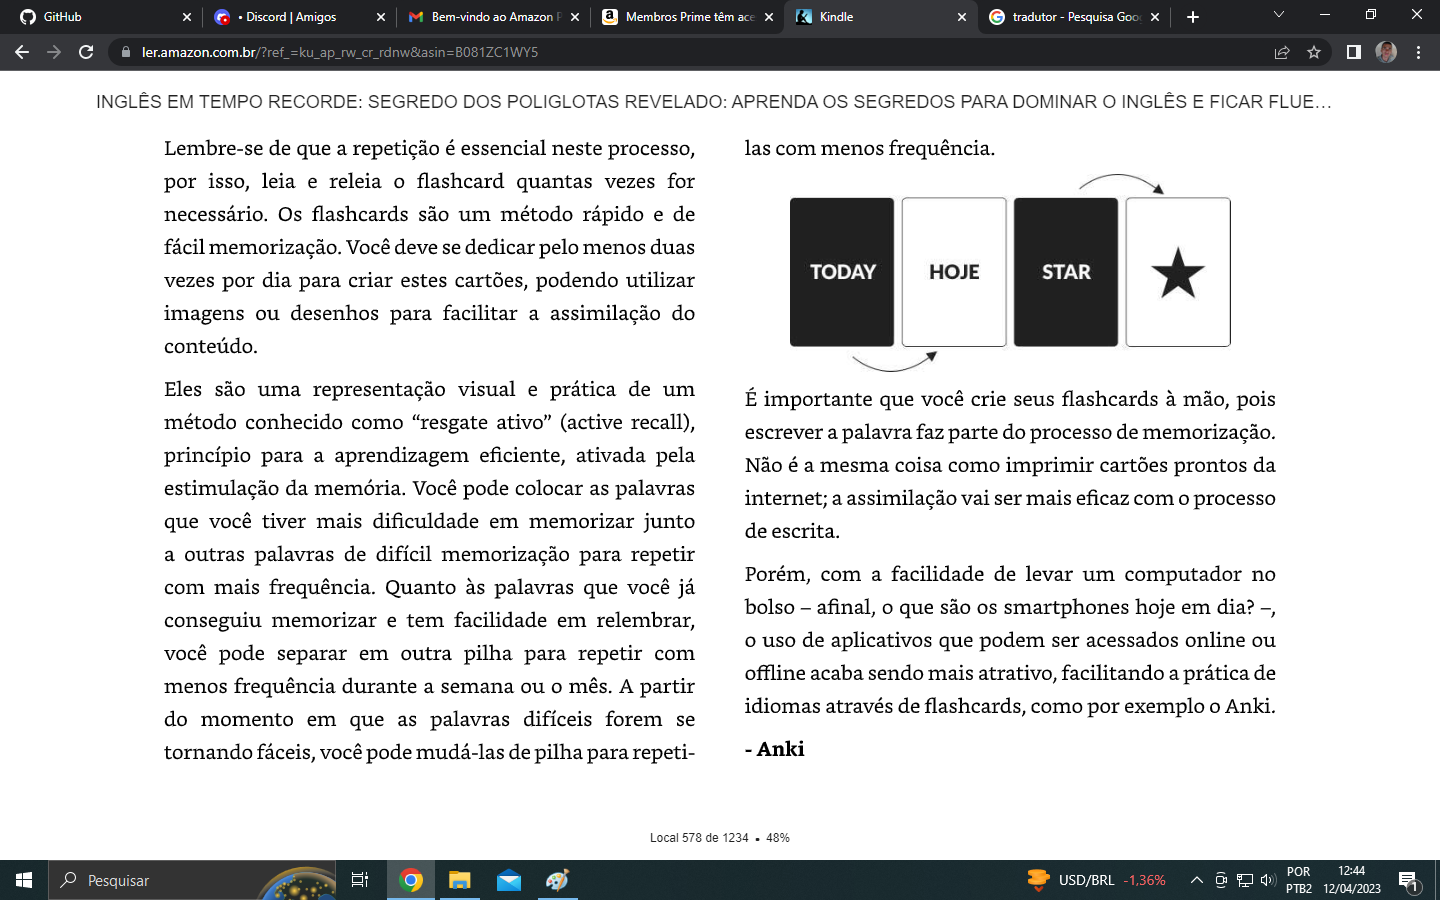 GitHub
• Discord | Amigos
Bem-vindo ao Amazon P
Membros Prime têm ace
Kindle
tradutor - Pesquisa Goo
ler.amazon.com.br/?ref_=ku_ap_rw_cr_rdnw&asin=B081ZC1WY5
INGLÊS EM TEMPO RECORDE: SEGREDO DOS POLIGLOTAS REVELADO: APRENDA OS SEGREDOS PARA DOMINAR O INGLÊS E FICAR FLUE…
Lembre-se de que a repetição é essencial neste processo,
por isso, leia e releia o flashcard quantas vezes for
necessário. Os flashcards são um método rápido e de
fácil memorização. Você deve se dedicar pelo menos duas
vezes por dia para criar estes cartões, podendo utilizar
imagens ou desenhos para facilitar a assimilação do
conteúdo.
Eles são uma representação visual e prática de um
método conhecido como “resgate ativo” (active recall),
princípio para a aprendizagem eficiente, ativada pela
estimulação da memória. Você pode colocar as palavras
que você tiver mais dificuldade em memorizar junto
a outras palavras de difícil memorização para repetir
com mais frequência. Quanto às palavras que você já
conseguiu memorizar e tem facilidade em relembrar,
você pode separar em outra pilha para repetir com
menos frequência durante a semana ou o mês. A partir
do momento em que as palavras difíceis forem se
tornando fáceis, você pode mudá-las de pilha para repeti-
las com menos frequência.
TODAY
HOJE
STAR
É importante que você crie seus flashcards à mão, pois
escrever a palavra faz parte do processo de memorização.
Não é a mesma coisa como imprimir cartões prontos da
internet; a assimilação vai ser mais eficaz com o processo
de escrita.
Porém, com a facilidade de levar um computador no
bolso – afinal, o que são os smartphones hoje em dia? –,
o uso de aplicativos que podem ser acessados online ou
offline acaba sendo mais atrativo, facilitando a prática de
idiomas através de flashcards, como por exemplo o Anki.
- Anki
Local 578 de 1234 • 48%
Pesquisar
USD/BRL -1,36%
POR
PTB2
12:44
12/04/2023
1